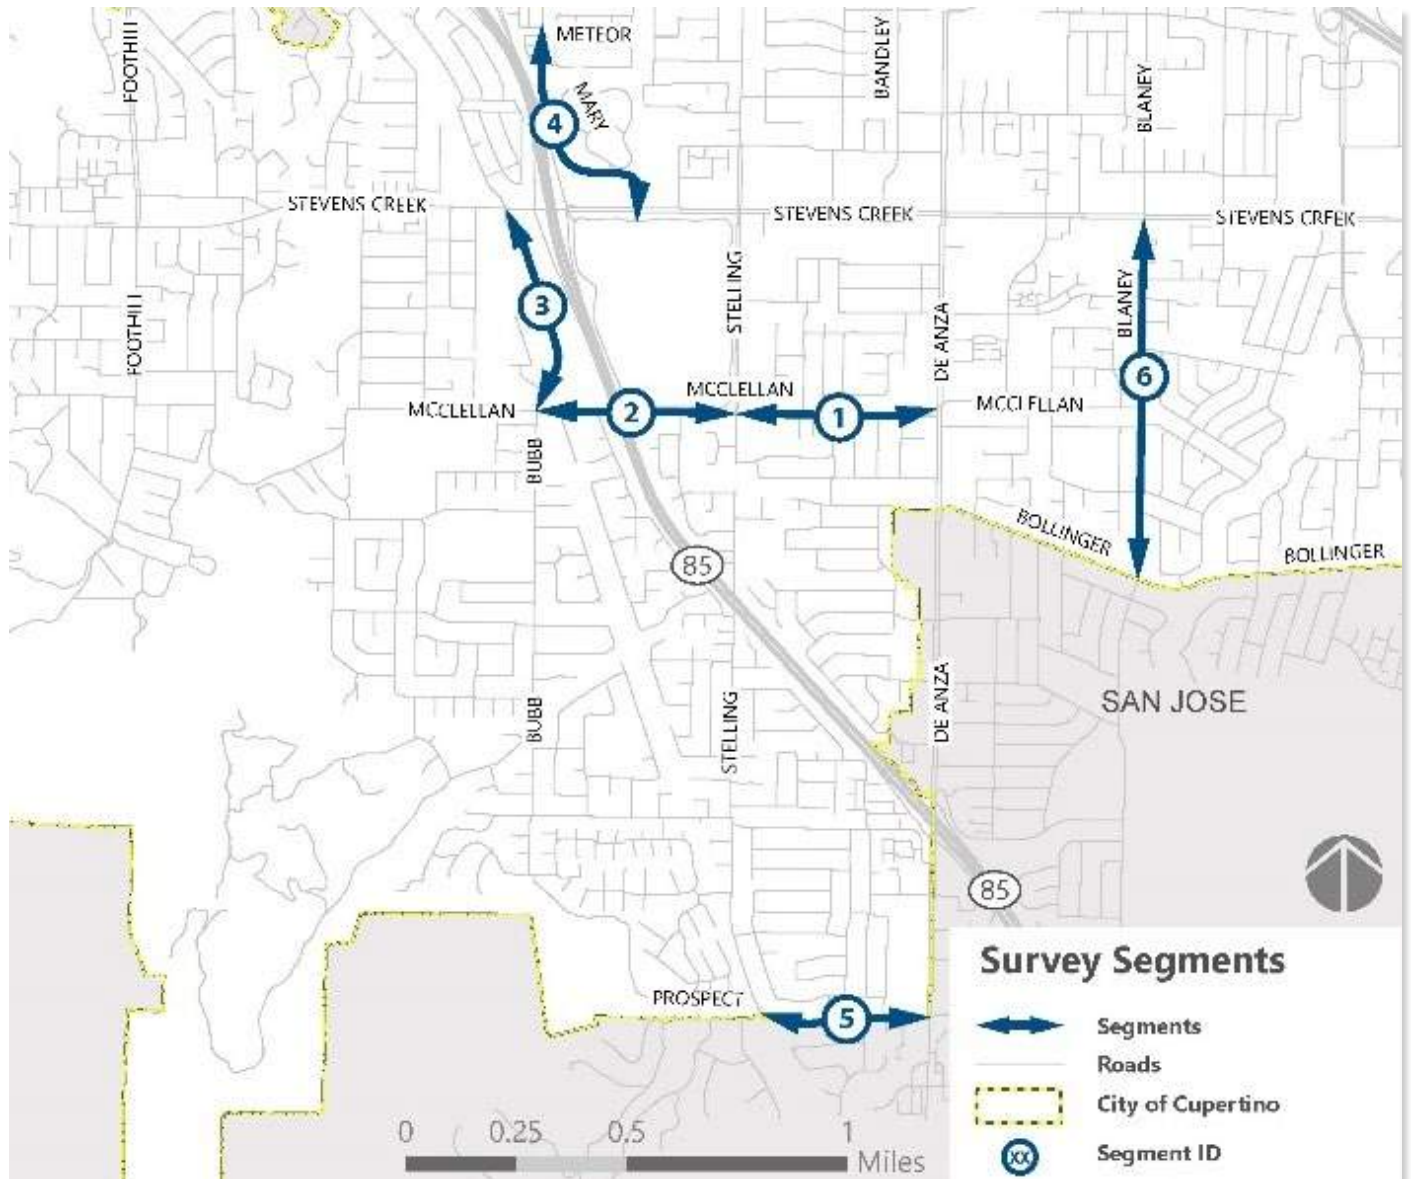 METEOR
FOOTHILL
BANDLEY
MARY
BLANEY
4
STEVENS CREEK
STEVENS CREEK
STEVENS CREEK
FOOTHILL
3
STELLING
DE ANZA
BLANEY
6
MCCLELLAN
MCCLELLAN
2
1
MCCLELLAN
BUBB
BOLLINGER
BOLLINGER
85
SAN JOSE
BUBB
STELLING
DE ANZA
85
PROSPECT
5
Survey Segments
Segments
Roads
City of Cupertino
XX Segment ID
0 0.25 0.5 1
Miles